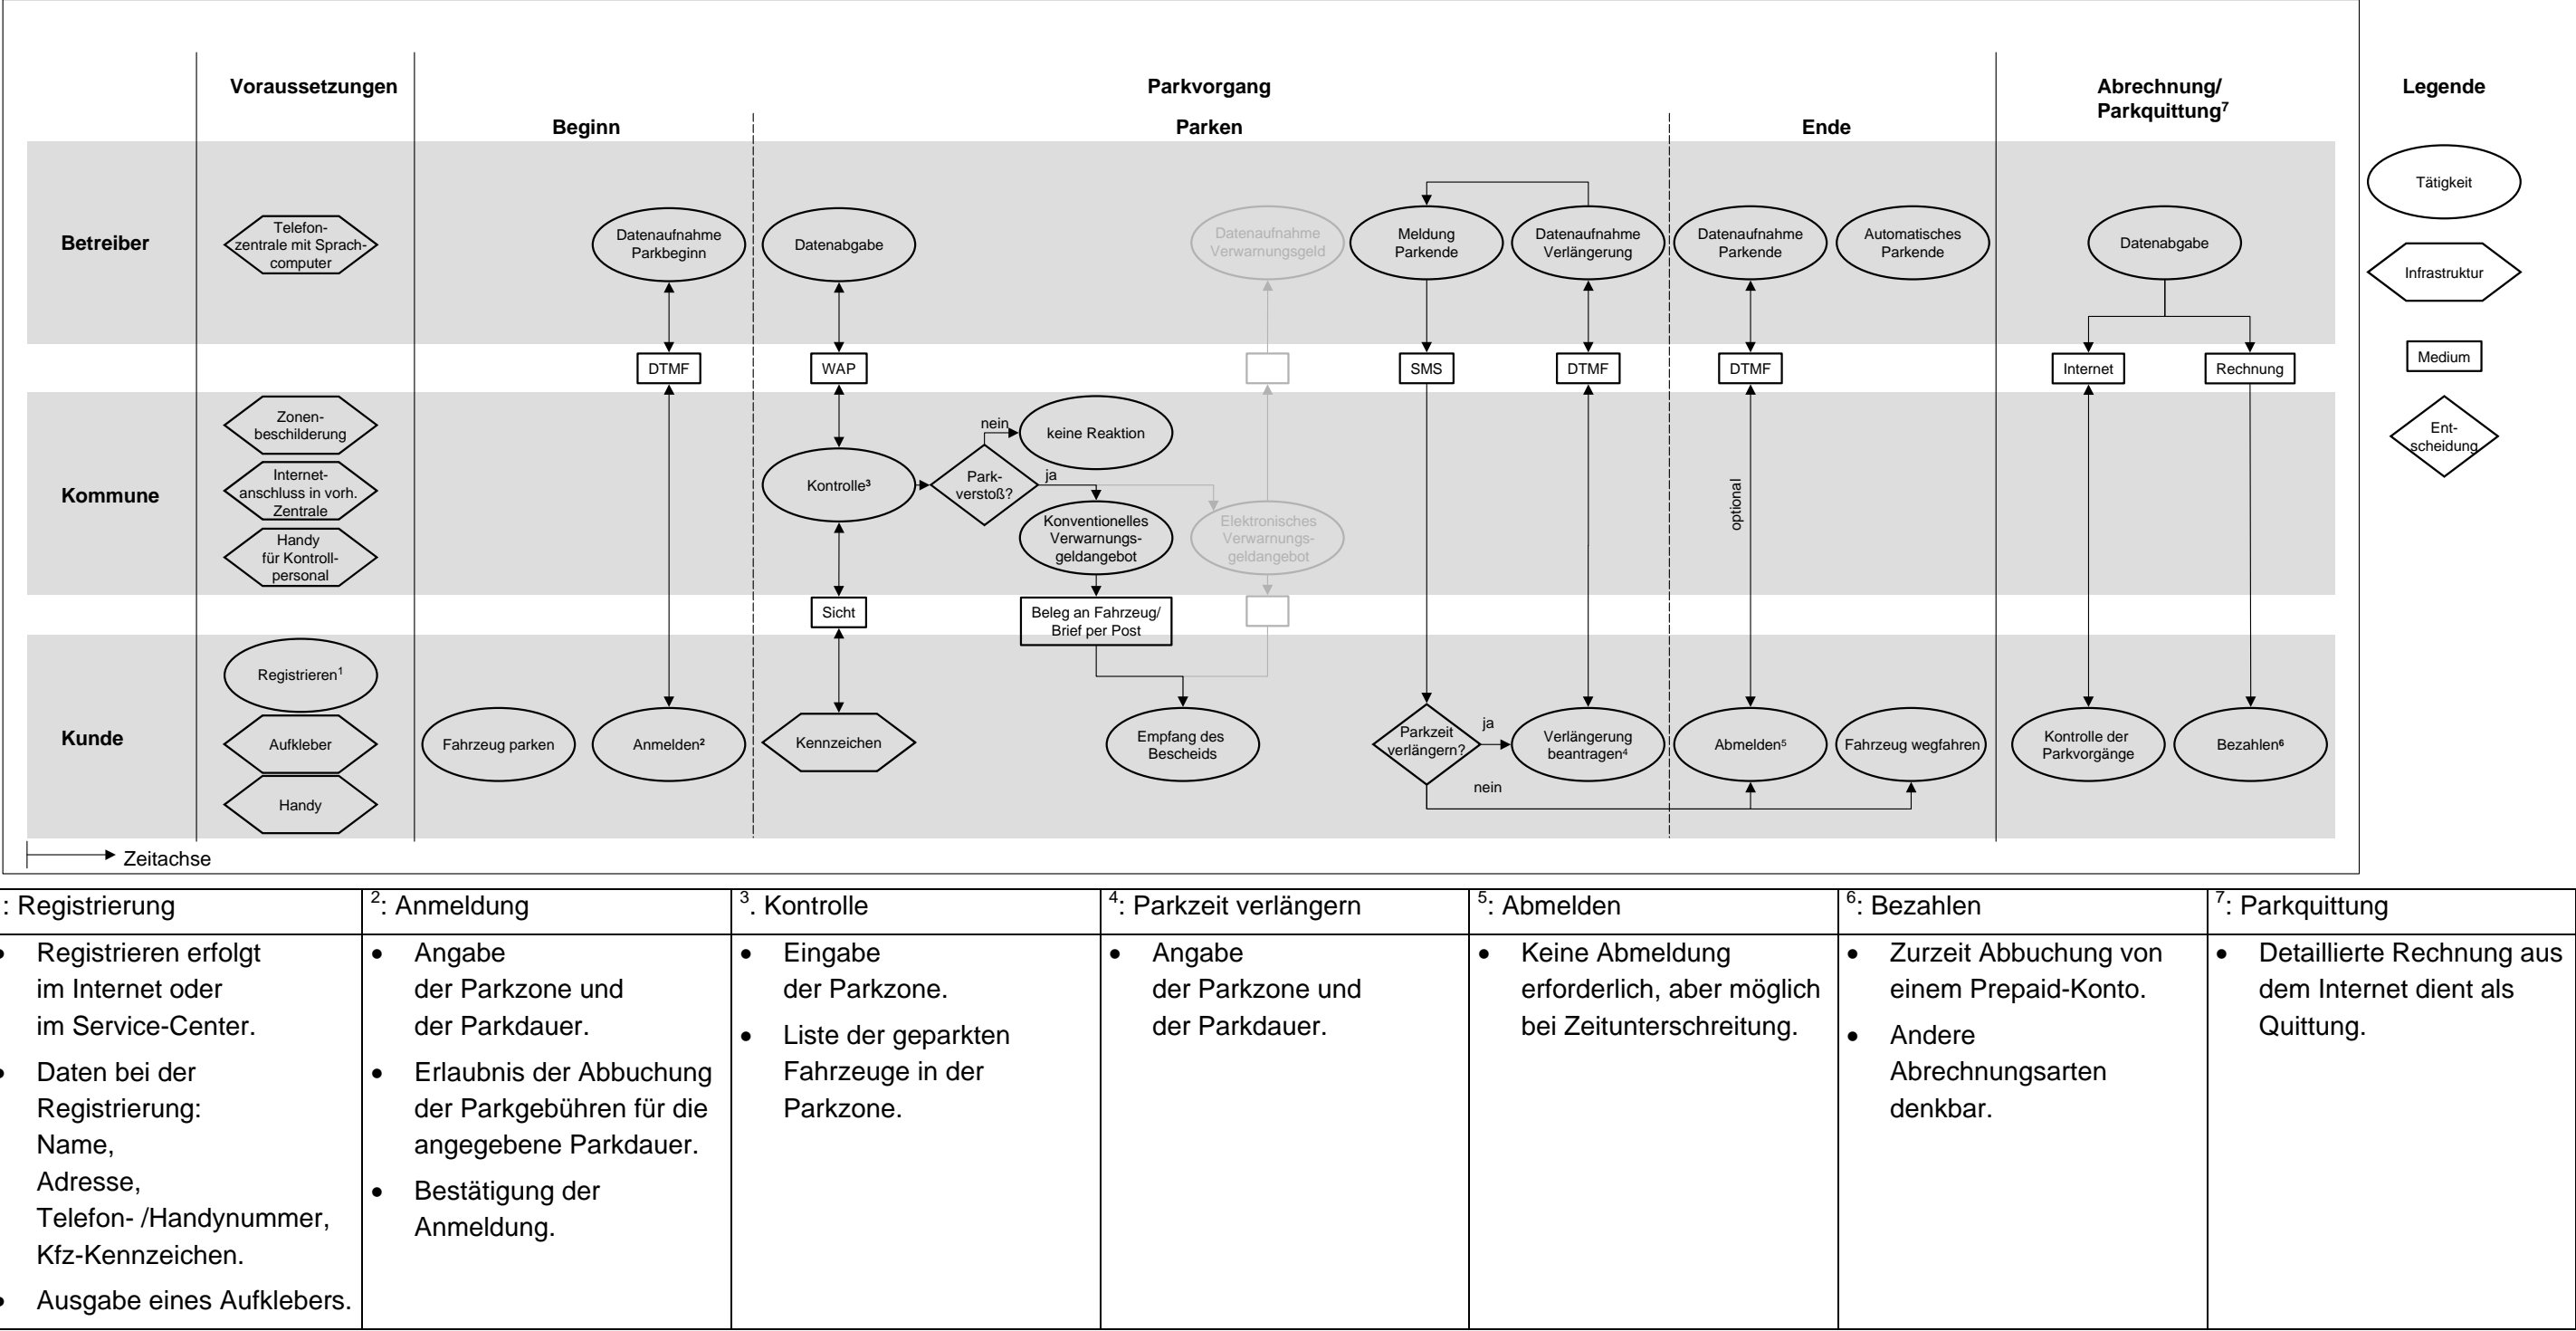 Voraussetzungen
Parkvorgang
Abrechnung/
Parkquittung7
Legende
Beginn
Parken
Ende
Betreiber
Telefon-
zentrale mit Sprach-
computer
Datenaufnahme
Parkbeginn
Datenabgabe
Datenaufnahme
Verwarnungsgeld
Meldung
Parkende
Datenaufnahme
Verlängerung
Datenaufnahme
Parkende
Automatisches
Parkende
Datenabgabe
Tätigkeit
Infrastruktur
Medium
Ent-
scheidung
DTMF
WAP
SMS
DTMF
DTMF
Internet
Rechnung
Kommune
Zonen-
beschilderung
Internet-
anschluss in vorh.
Zentrale
Handy
für Kontroll-
personal
Kontrolle3
Park-
verstoß?
nein
keine Reaktion
ja
Konventionelles
Verwarnungs-
geldangebot
Elektronisches
Verwarnungs-
geldangebot
optional
Sicht
Beleg an Fahrzeug/
Brief per Post
Kunde
Registrieren1
Aufkleber
Handy
Fahrzeug parken
Anmelden2
Kennzeichen
Empfang des
Bescheids
Parkzeit
verlängern?
ja
nein
Verlängerung
beantragen4
Abmelden5
Fahrzeug wegfahren
Kontrolle der
Parkvorgänge
Bezahlen6
Zeitachse
: Registrierung
• Registrieren erfolgt
im Internet oder
im Service-Center.
• Daten bei der
Registrierung:
Name,
Adresse,
Telefon- /Handynummer,
Kfz-Kennzeichen.
• Ausgabe eines Aufklebers.
2: Anmeldung
• Angabe
der Parkzone und
der Parkdauer.
• Erlaubnis der Abbuchung
der Parkgebühren für die
angegebene Parkdauer.
• Bestätigung der
Anmeldung.
3. Kontrolle
• Eingabe
der Parkzone.
• Liste der geparkten
Fahrzeuge in der
Parkzone.
4: Parkzeit verlängern
• Angabe
der Parkzone und
der Parkdauer.
5: Abmelden
• Keine Abmeldung
erforderlich, aber möglich
bei Zeitunterschreitung.
6: Bezahlen
• Zurzeit Abbuchung von
einem Prepaid-Konto.
• Andere
Abrechnungsarten
denkbar.
7: Parkquittung
• Detaillierte Rechnung aus
dem Internet dient als
Quittung.